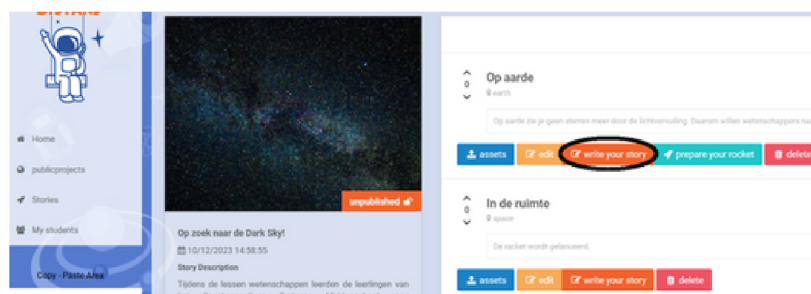 Home
publicprojects
Stories
My students
Copy - Paste Area
unpublished
Op zoek naar de Dark Sky!
10/12/2023 14:58:55
Story Description
Tijdens de lessen wetenschappen leerden de leerlingen van
0
Op aarde
earth
Op aarde zie je geen sterren meer door de lichtvervuiling. Daarom willen wetenschappers
assets edit write your story prepare your rocket delete
0
In de ruimte
space
De rocket wordt gelanceerd.
assets edit write your story delete